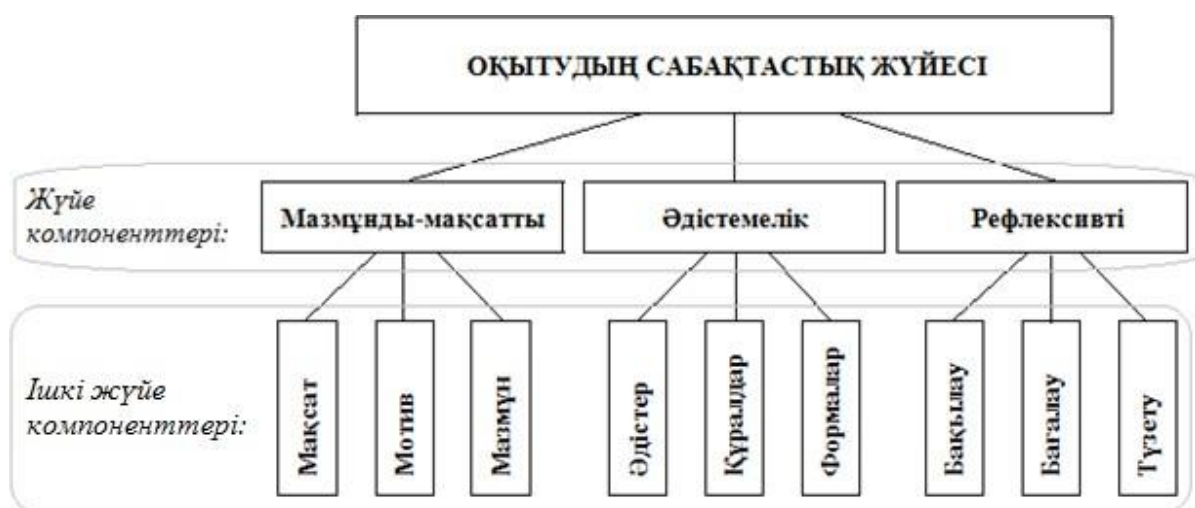 ОҚЫТУДЫҢ САБАҚТАСТЫҚ ЖҮЙЕСІ
Жүйе
компоненттері:
Мазмұнды-мақсатты
Әдістемелік
Рефлексивті
Ішкі жүйе
компоненттері:
Мақсат
Мотив
Мазмұн
Әдістер
Құралдар
Формалар
Бақылау
Бағалау
Түзету